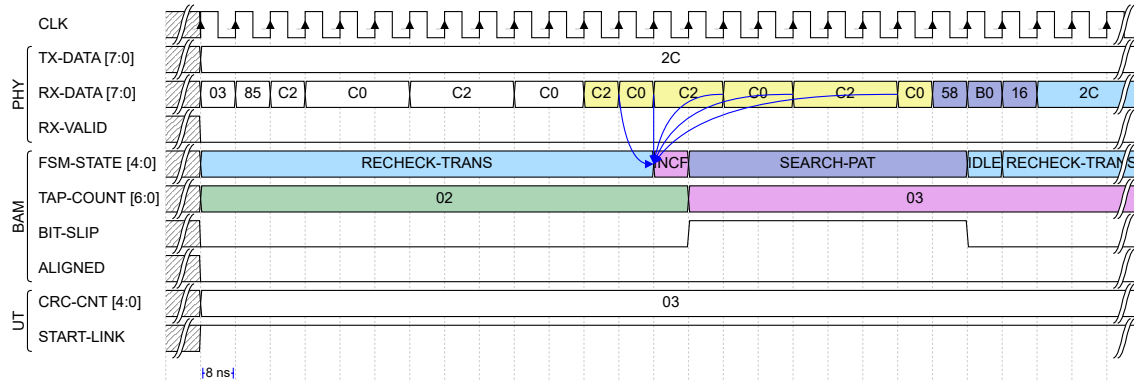 CLK
PHY
TX-DATA [7:0] 2C
RX-DATA [7:0] 03 85 C2 C0 C2 C0 C2 C0 C2 C0 C2 C0 58 B0 16 2C
RX-VALID
BAM
FSM-STATE [4:0] RECHECK-TRANS INCF SEARCH-PAT IDLE RECHECK-TRANS
TAP-COUNT [6:0] 02 03
BIT-SLIP
ALIGNED
UT
CRC-CNT [4:0] 03
START-LINK
8 ns